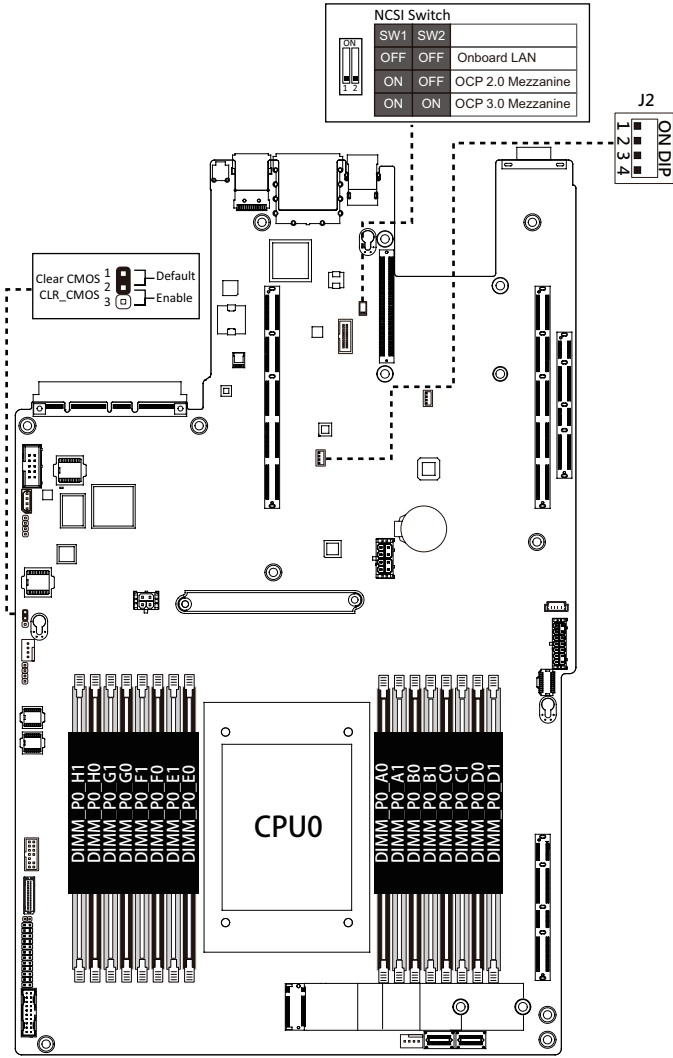 NCSI Switch
ON
1 2
SW1 SW2
OFF OFF Onboard LAN
ON OFF OCP 2.0 Mezzanine
ON ON OCP 3.0 Mezzanine
J2
ON DIP
1 2 3 4
Clear CMOS
CLR_CMOS
1
2
3
Default
Enable
DIMM_P0_H1
DIMM_P0_H0
DIMM_P0_G1
DIMM_P0_G0
DIMM_P0_F1
DIMM_P0_F0
DIMM_P0_E1
DIMM_P0_E0
CPU0
DIMM_P0_A0
DIMM_P0_A1
DIMM_P0_B0
DIMM_P0_B1
DIMM_P0_C0
DIMM_P0_C1
DIMM_P0_D0
DIMM_P0_D1